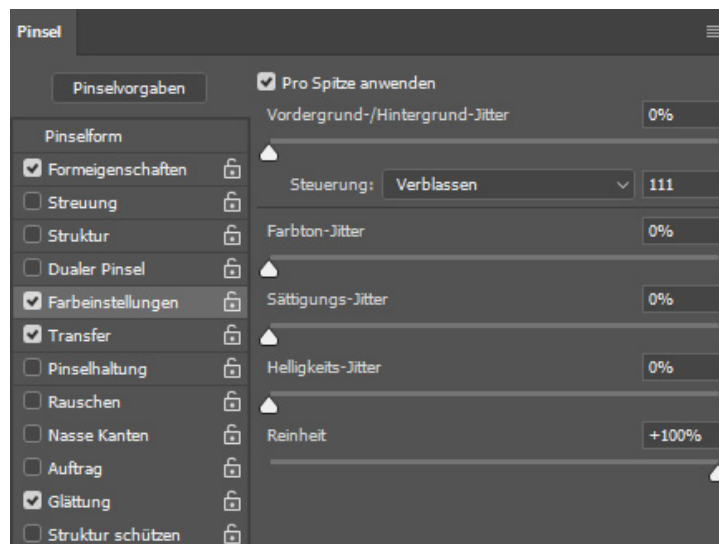 Pinsel
Pinselvorgaben
Pinselform
Formeigenschaften
Streuung
Struktur
Dualer Pinsel
Farbeinstellungen
Transfer
Pinselhaltung
Rauschen
Nasse Kanten
Auftrag
Glättung
Struktur schützen
Pro Spitze anwenden
Vordergrund-/Hintergrund-Jitter 0%
Steuerung: Verblassen 111
Farbton-Jitter 0%
Sättigungs-Jitter 0%
Helligkeits-Jitter 0%
Reinheit +100%